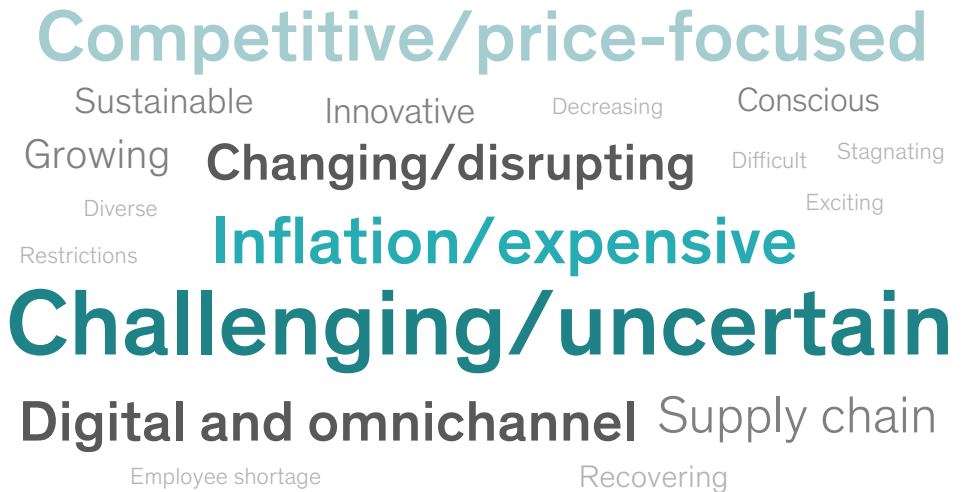 Competitive/price-focused
Sustainable Innovative Decreasing Conscious
Growing Changing/disrupting Difficult Stagnating
Diverse Exciting
Restrictions Inflation/expensive
Challenging/uncertain
Digital and omnichannel Supply chain
Employee shortage Recovering